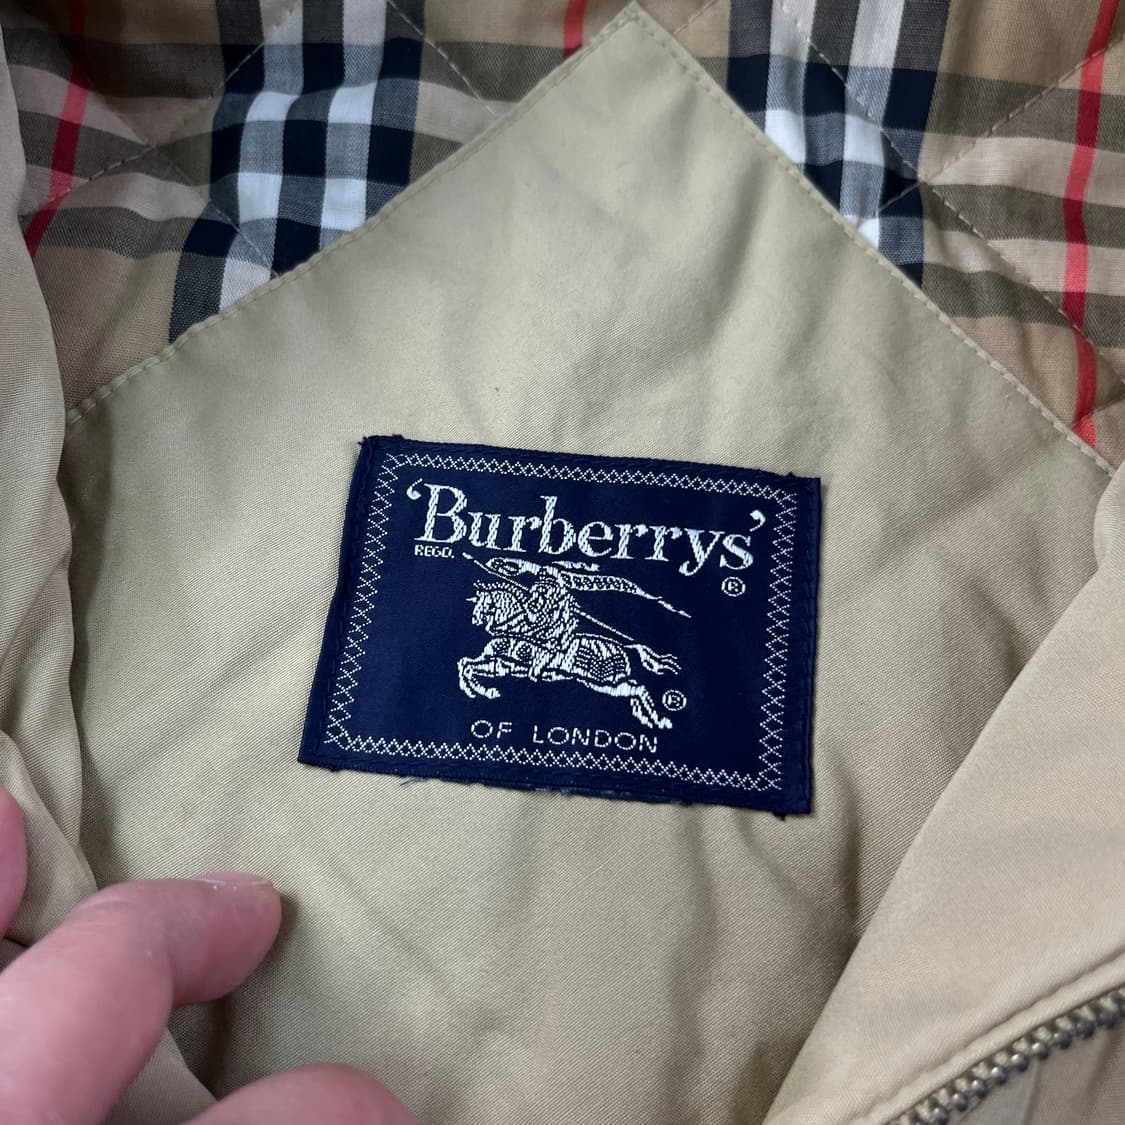 ‘Burberrys’
REGD.
®
®
OF LONDON